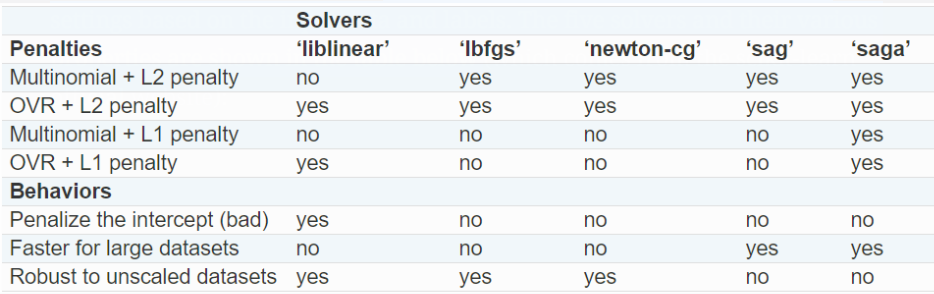 Solvers
Penalties ‘liblinear’ ‘lbfgs’ ‘newton-cg’ ‘sag’ ‘saga’
Multinomial + L2 penalty no yes yes yes yes
OVR + L2 penalty yes yes yes yes yes
Multinomial + L1 penalty no no no no yes
OVR + L1 penalty yes no no no yes
Behaviors
Penalize the intercept (bad) yes no no no no
Faster for large datasets no no no yes yes
Robust to unscaled datasets yes yes yes no no